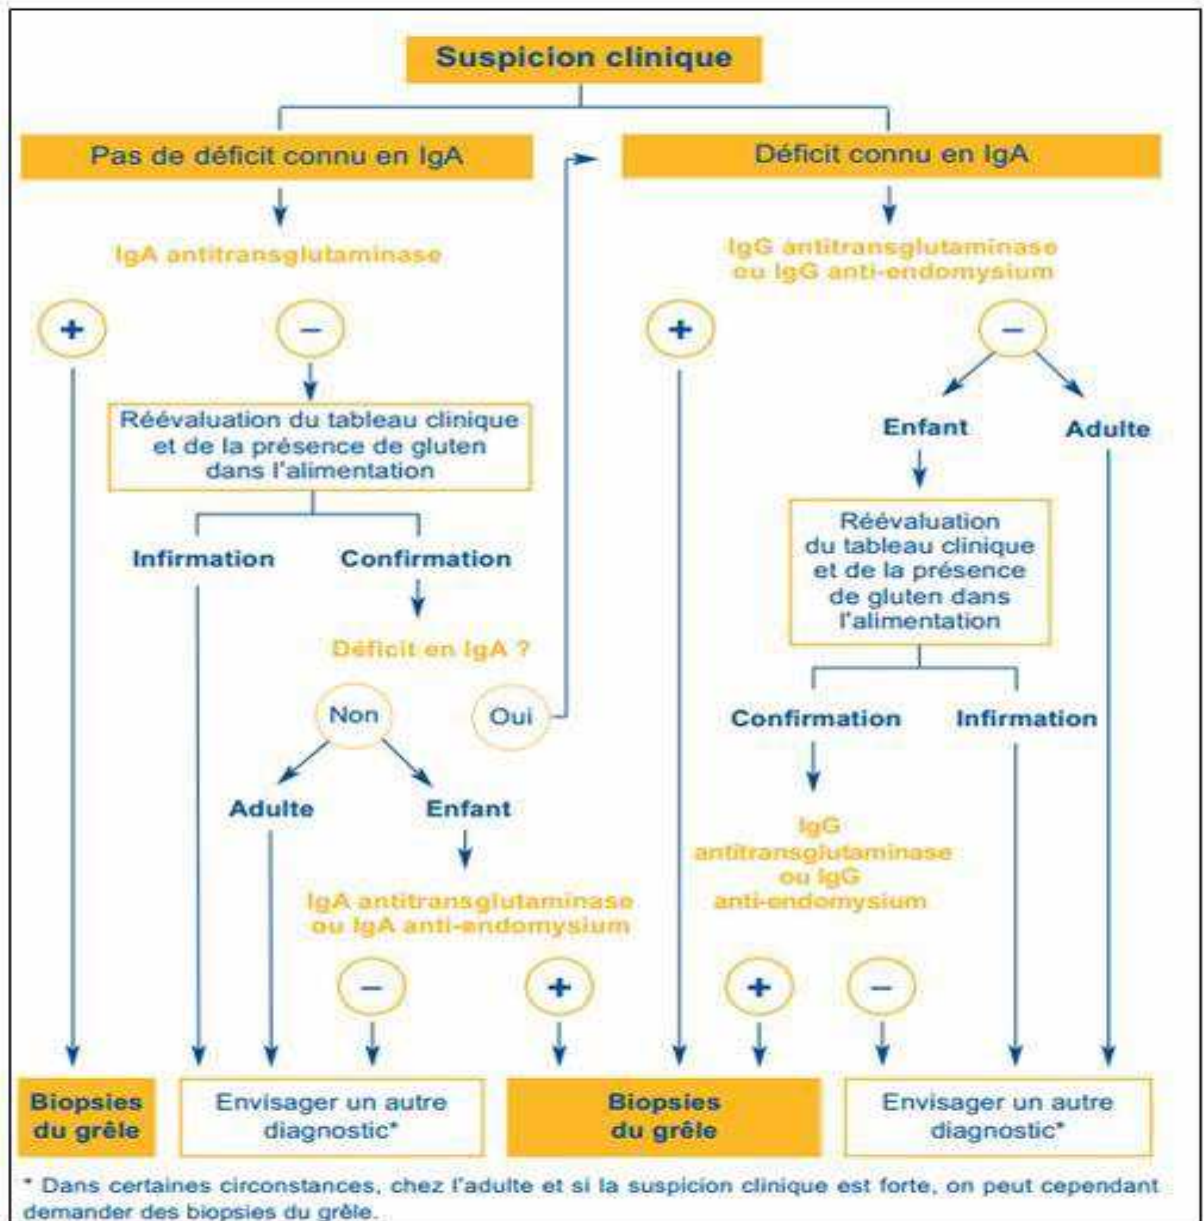 Suspicion clinique
Pas de déficit connu en IgA
Déficit connu en IgA
IgA antitransglutaminase
IgG antitransglutaminase
ou IgG anti-endomysium
+
−
+
−
Réévaluation du tableau clinique
et de la présence de gluten
dans l'alimentation
Enfant
Adulte
Réévaluation
du tableau clinique
et de la présence
de gluten dans
l'alimentation
Infirmation
Confirmation
Déficit en IgA ?
Non
Oui
Confirmation
Infirmation
Adulte
Enfant
IgG
antitransglutaminase
ou IgG
anti-endomysium
IgA antitransglutaminase
ou IgA anti-endomysium
−
+
+
−
Biopsies
du grêle
Envisager un autre
diagnostic*
Biopsies
du grêle
Envisager un autre
diagnostic*
* Dans certaines circonstances, chez l'adulte et si la suspicion clinique est forte, on peut cependant
demander des biopsies du grêle.